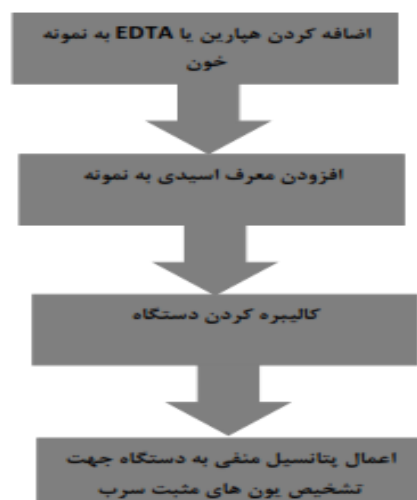 اضافه کردن هپارین یا EDTA به نمونه
خون
افزودن معرف اسیدی به نمونه
کالیبره کردن دستگاه
اعمال پتانسیل منفی به دستگاه جهت
تشخیص یون های مثبت سرب